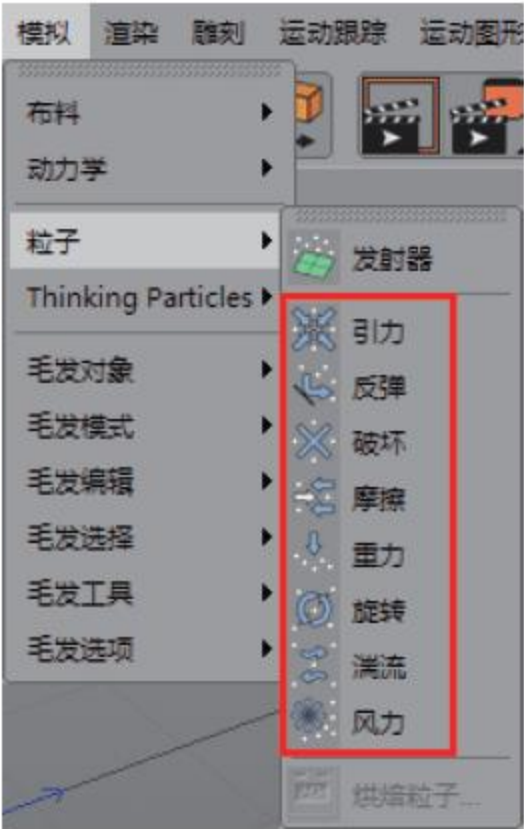 模拟 渲染 雕刻 运动跟踪 运动图形
布料
动力学
粒子
Thinking Particles
毛发对象
毛发模式
毛发编辑
毛发选择
毛发工具
毛发选项
发射器
引力
反弹
破坏
摩擦
重力
旋转
湍流
风力
烘焙粒子...